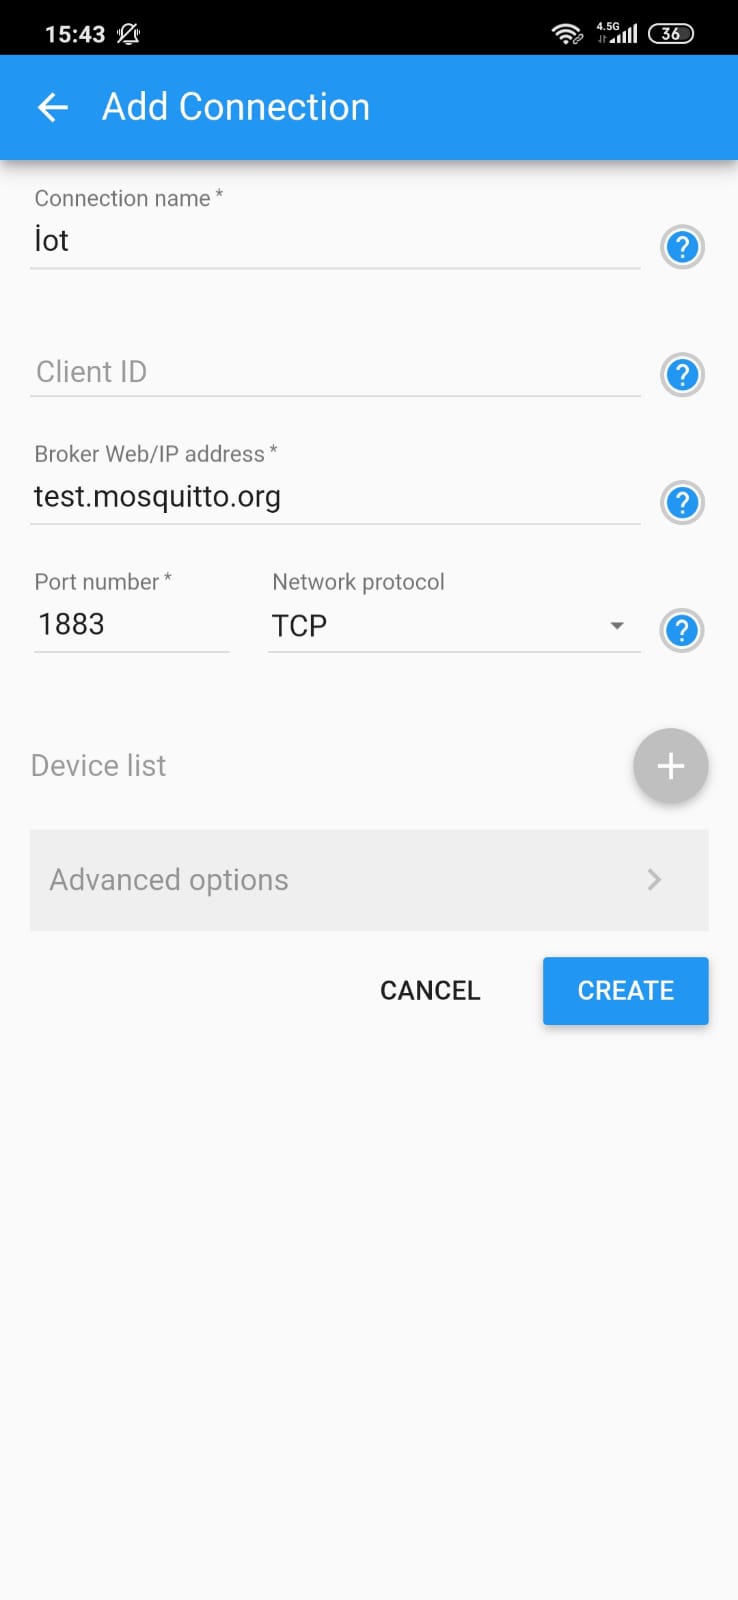 15:43
4.5G
36
Add Connection
Connection name *
İot
Client ID
Broker Web/IP address *
test.mosquitto.org
Port number *
Network protocol
1883
TCP
Device list
Advanced options
CANCEL
CREATE